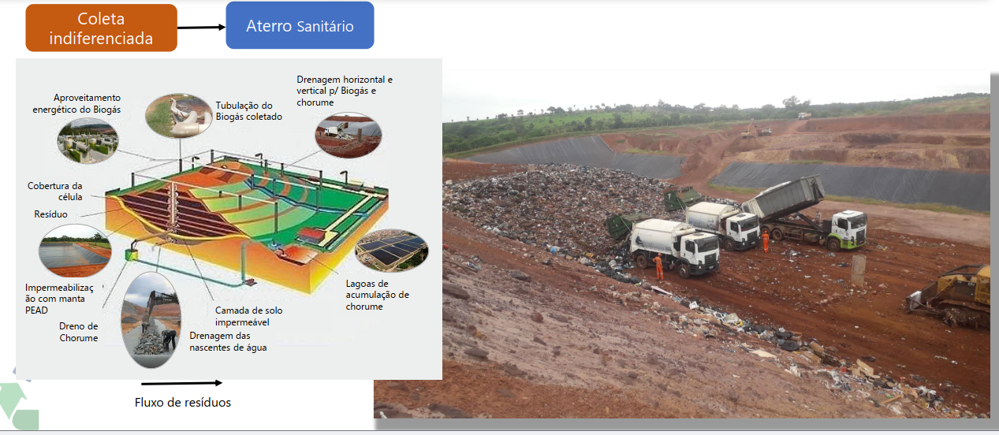 Coleta
indiferenciada
Aterro Sanitário
Aproveitamento
energético do Biogás
Tubulação do
Biogás coletado
Drenagem horizontal e
vertical p/ Biogás e
chorume
Cobertura da
célula
Resíduo
Impermeabilizaç
ão com manta
PEAD
Dreno de
Chorume
Camada de solo
impermeável
Drenagem das
nascentes de água
Lagoas de
acumulação de
chorume
Fluxo de resíduos